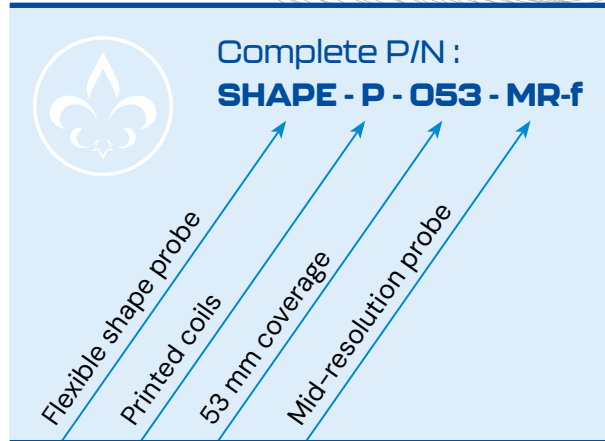 Complete P/N :
SHAPE - P - 053 - MR-f
Flexible shape probe
Printed coils
53 mm coverage
Mid-resolution probe